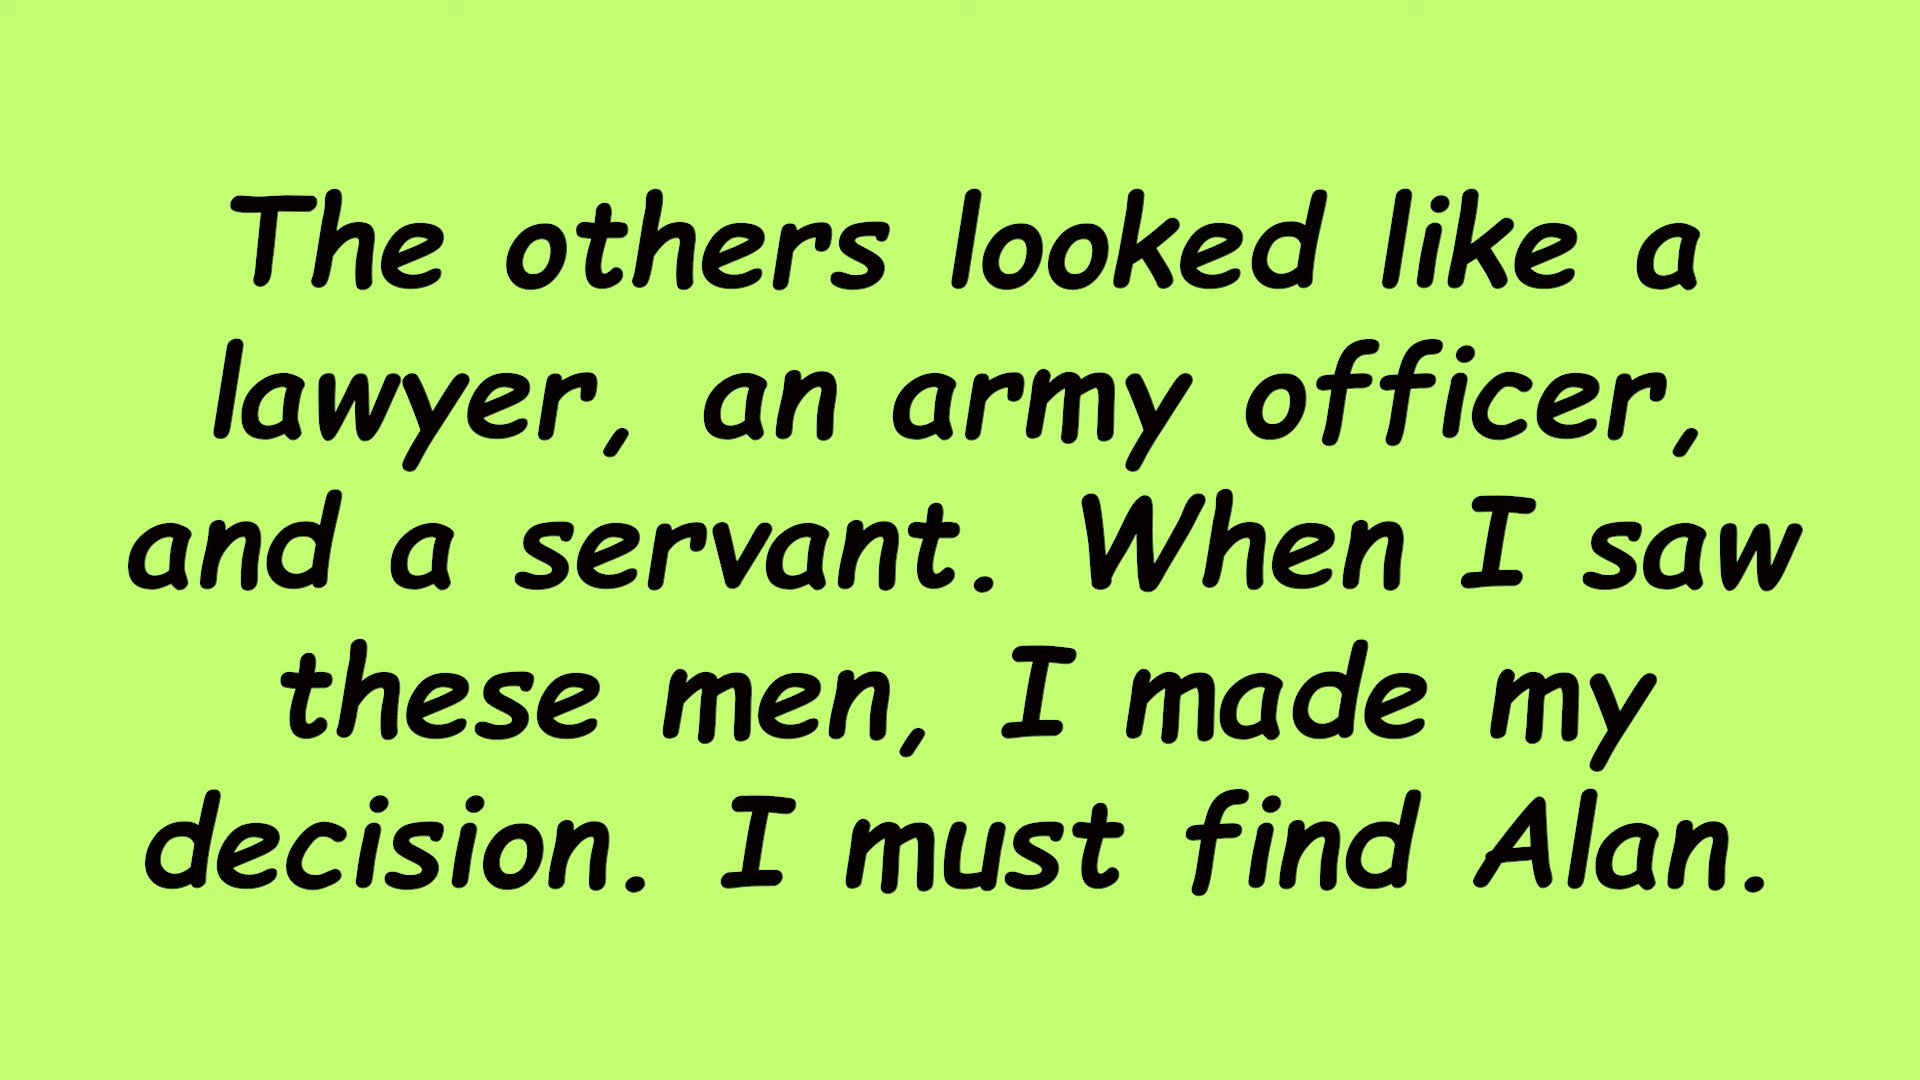 The others looked like a
lawyer, an army officer,
and a servant. When I saw
these men, I made my
decision. I must find Alan.